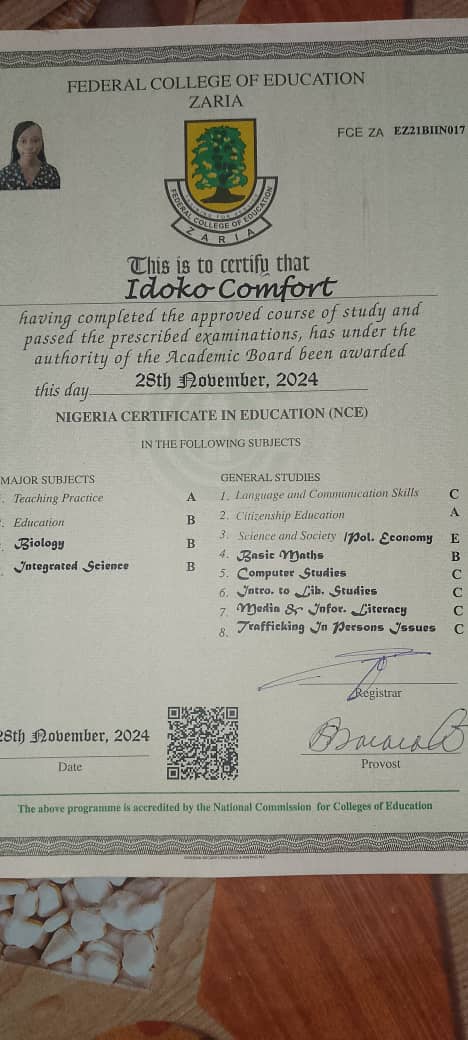 FEDERAL COLLEGE OF EDUCATION
ZARIA
FCE ZA EZ21BIIN017
FEDERAL COLLEGE OF EDUCATION
ZARIA
This is to certify that
Idoko Comfort
having completed the approved course of study and
passed the prescribed examinations, has under the
authority of the Academic Board been awarded
this day 28th November, 2024
NIGERIA CERTIFICATE IN EDUCATION (NCE)
IN THE FOLLOWING SUBJECTS
MAJOR SUBJECTS
. Teaching Practice A
. Education B
. Biology B
. Integrated Science B
GENERAL STUDIES
1. Language and Communication Skills C
2. Citizenship Education A
3. Science and Society /Pol. Economy E
4. Basic Maths B
5. Computer Studies C
6. Intro. to Lib. Studies C
7. Media & Infor. Literacy C
8. Trafficking In Persons Issues C
Registrar
28th November, 2024
Date
Provost
The above programme is accredited by the National Commission for Colleges of Education